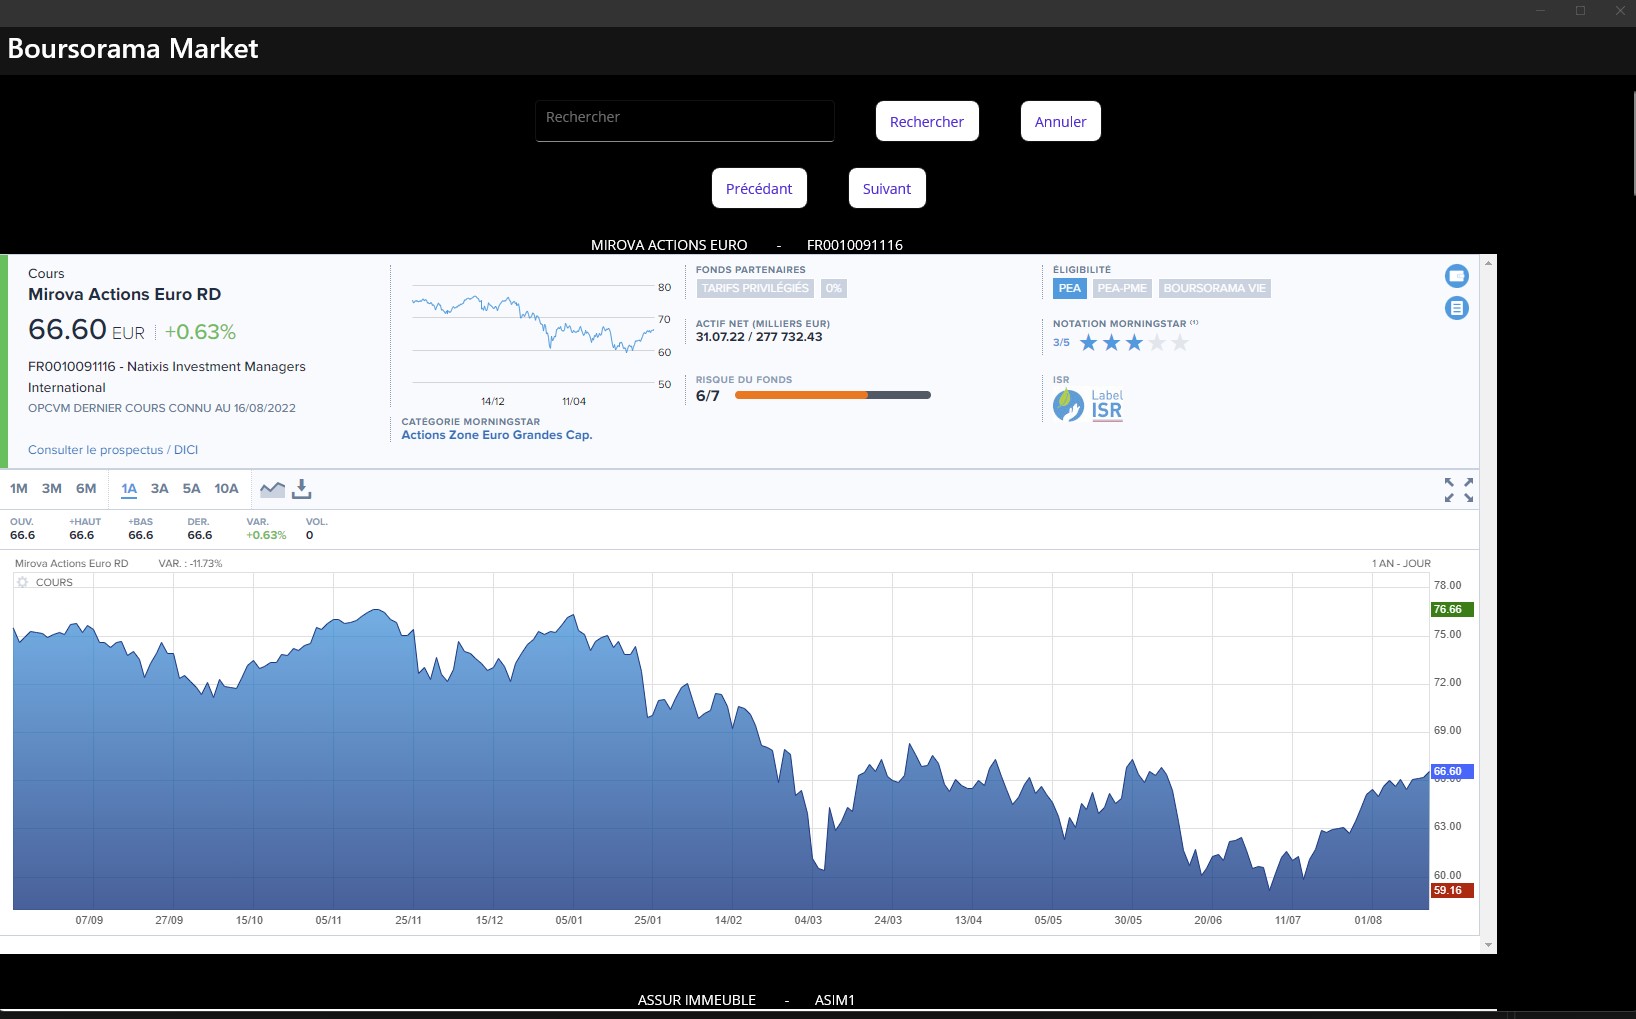 Boursorama Market
Rechercher
Rechercher
Annuler
Précédant
Suivant
MIROVA ACTIONS EURO - FR0010091116
Cours
Mirova Actions Euro RD
66.60 EUR +0.63%
FR0010091116 - Natixis Investment Managers
International
OPCVM DERNIER COURS CONNU AU 16/08/2022
Consulter le prospectus / DICI
80
70
60
50
14/12 11/04
CATÉGORIE MORNINGSTAR
Actions Zone Euro Grandes Cap.
FONDS PARTENAIRES
TARIFS PRIVILÉGIÉS 0%
ACTIF NET (MILLIERS EUR)
31.07.22 / 277 732.43
RISQUE DU FONDS
6/7
ÉLIGIBILITÉ
PEA PEA-PME BOURSORAMA VIE
NOTATION MORNINGSTAR (1)
3/5
ISR
Label
ISR
1M 3M 6M 1A 3A 5A 10A
OUV. +HAUT +BAS DER. VAR. VOL.
66.6 66.6 66.6 66.6 +0.63% 0
Mirova Actions Euro RD VAR. : -11.73% 1 AN - JOUR
COURS
78.00
76.66
75.00
72.00
69.00
66.60
63.00
60.00
59.16
07/09 27/09 15/10 05/11 25/11 15/12 05/01 25/01 14/02 04/03 24/03 13/04 05/05 30/05 20/06 11/07 01/08
ASSUR IMMEUBLE - ASIM1